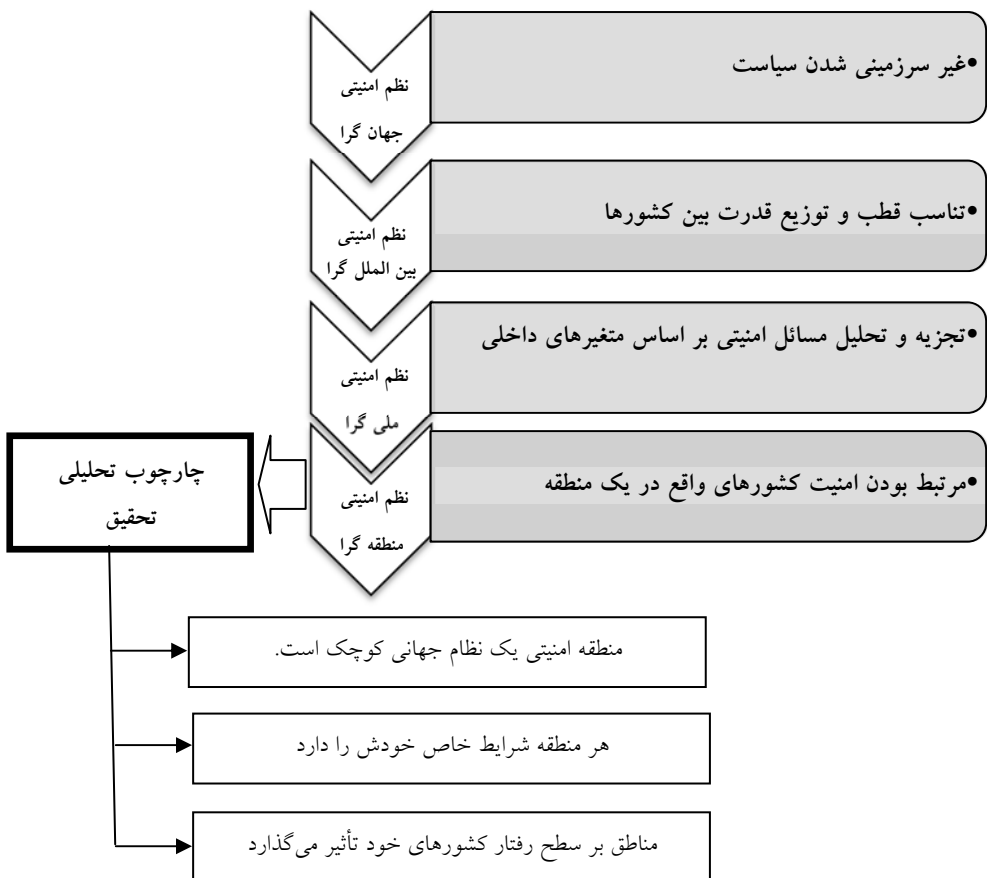 •غیر سرزمینی شدن سیاست
نظم امنیتی
جهان گرا
•تناسب قطب و توزیع قدرت بین کشورها
نظم امنیتی
بین الملل گرا
•تجزیه و تحلیل مسائل امنیتی بر اساس متغیرهای داخلی
نظم امنیتی
ملی گرا
•مرتبط بودن امنیت کشورهای واقع در یک منطقه
نظم امنیتی
منطقه گرا
چارچوب تحلیلی
تحقیق
منطقه امنیتی یک نظام جهانی کوچک است.
هر منطقه شرایط خاص خودش را دارد
مناطق بر سطح رفتار کشورهای خود تأثیر می‌گذارد